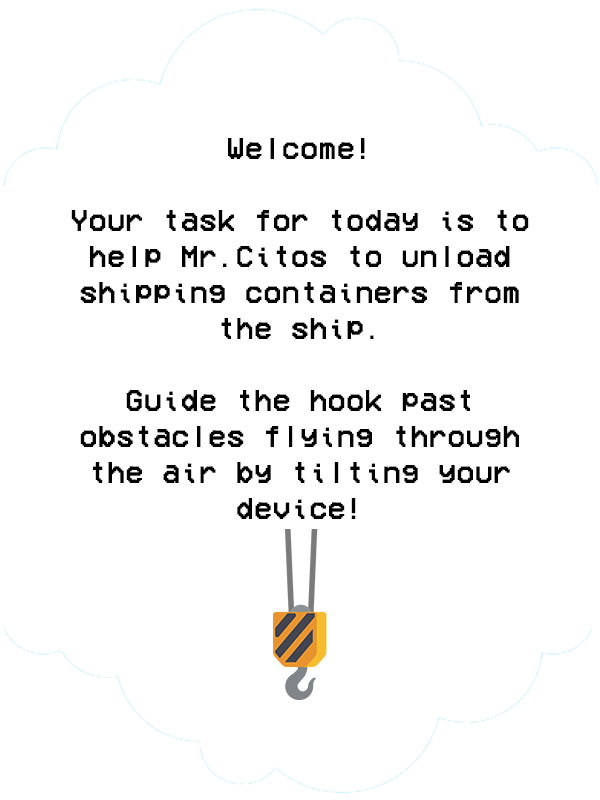 Welcome!
Your task for today is to
help Mr.Citos to unload
shipping containers from
the ship.
Guide the hook past
obstacles flying through
the air by tilting your
device!